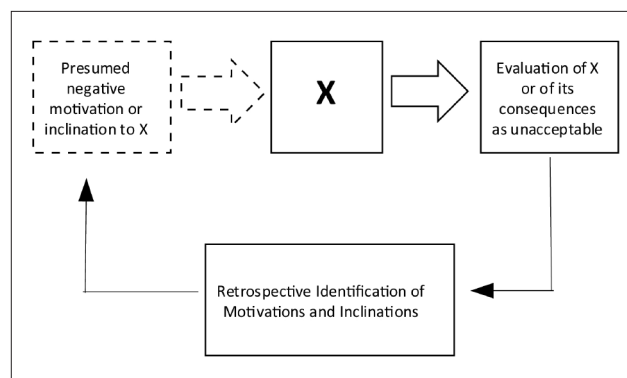 Presumed
negative
motivation or
inclination to X
X
Evaluation of X
or of its
consequences
as unacceptable
Retrospective Identification of
Motivations and Inclinations